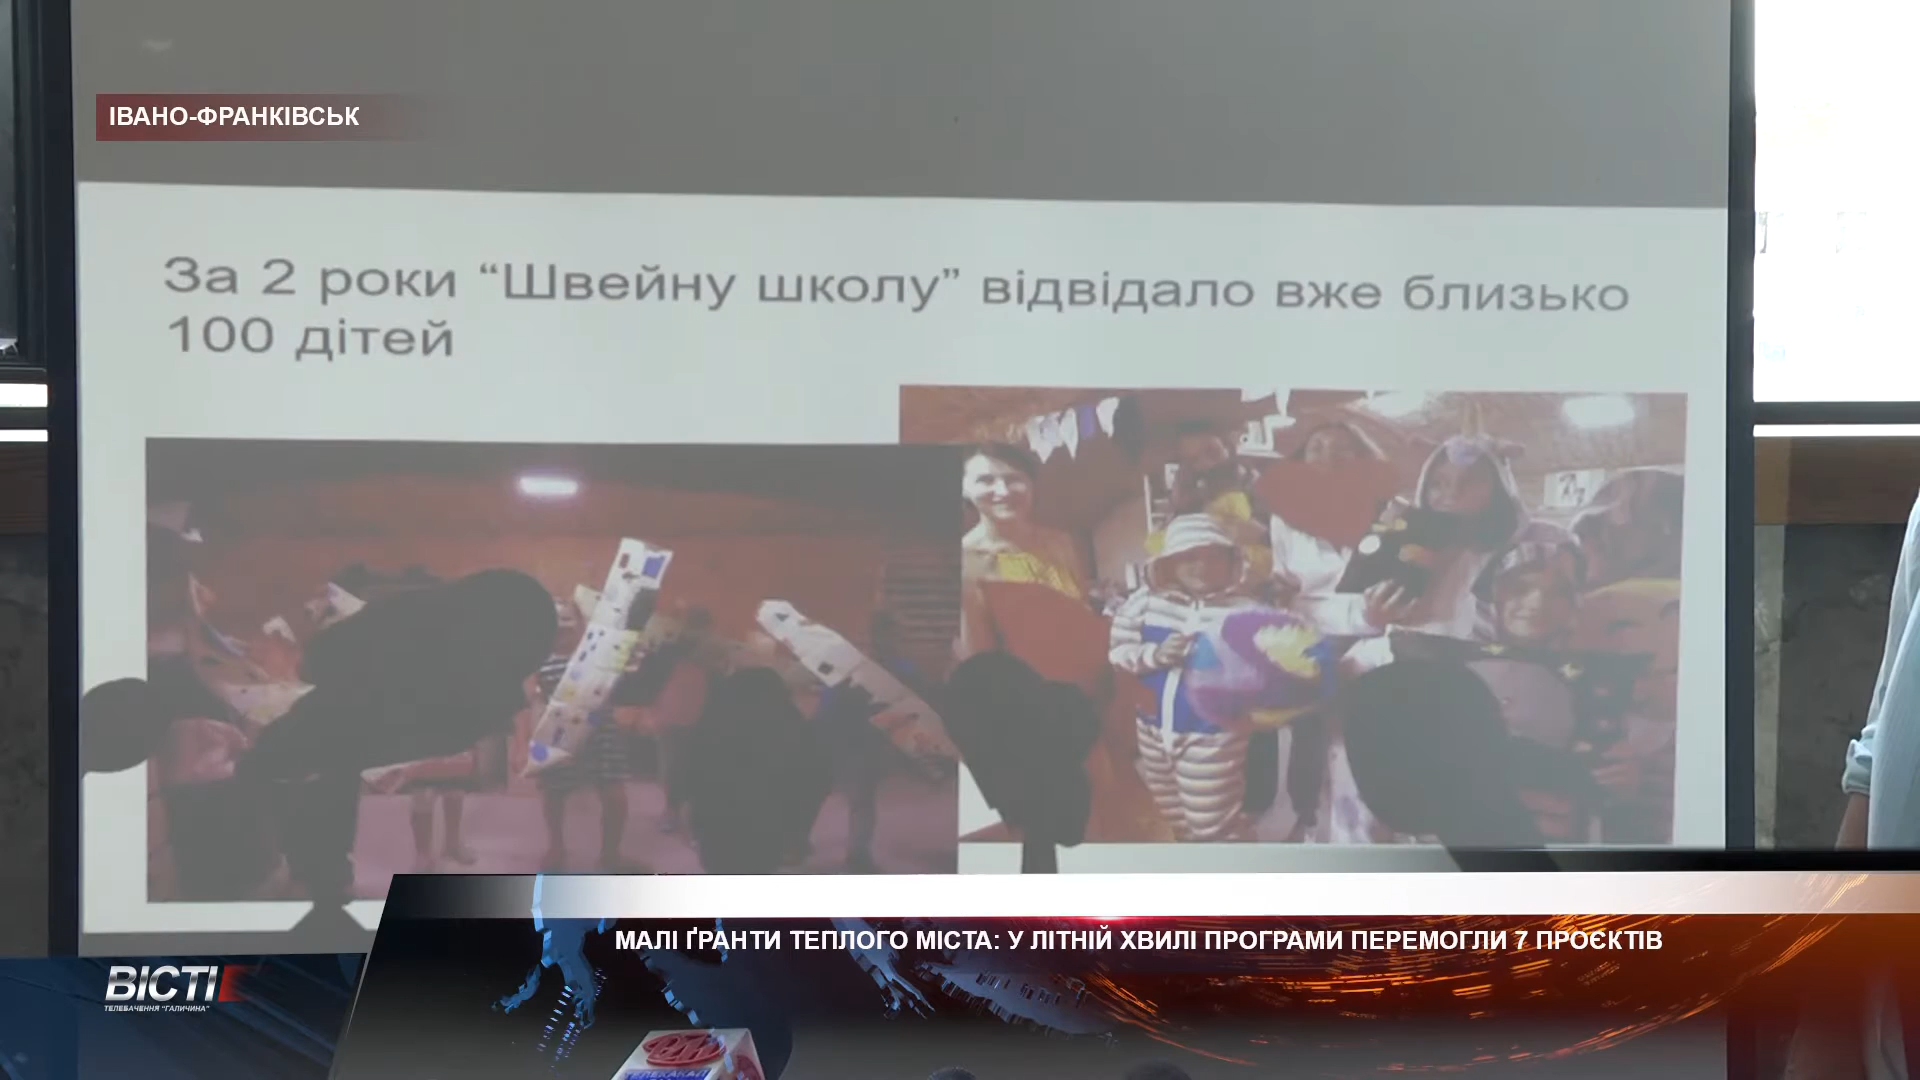 ІВАНО-ФРАНКІВСЬК
За 2 роки “Швейну школу” відвідало вже близько
100 дітей
МАЛІ ҐРАНТИ ТЕПЛОГО МІСТА: У ЛІТНІЙ ХВИЛІ ПРОГРАМИ ПЕРЕМОГЛИ 7 ПРОЄКТІВ
ВІСТІ
ТЕЛЕБАЧЕННЯ "ГАЛИЧИНА"